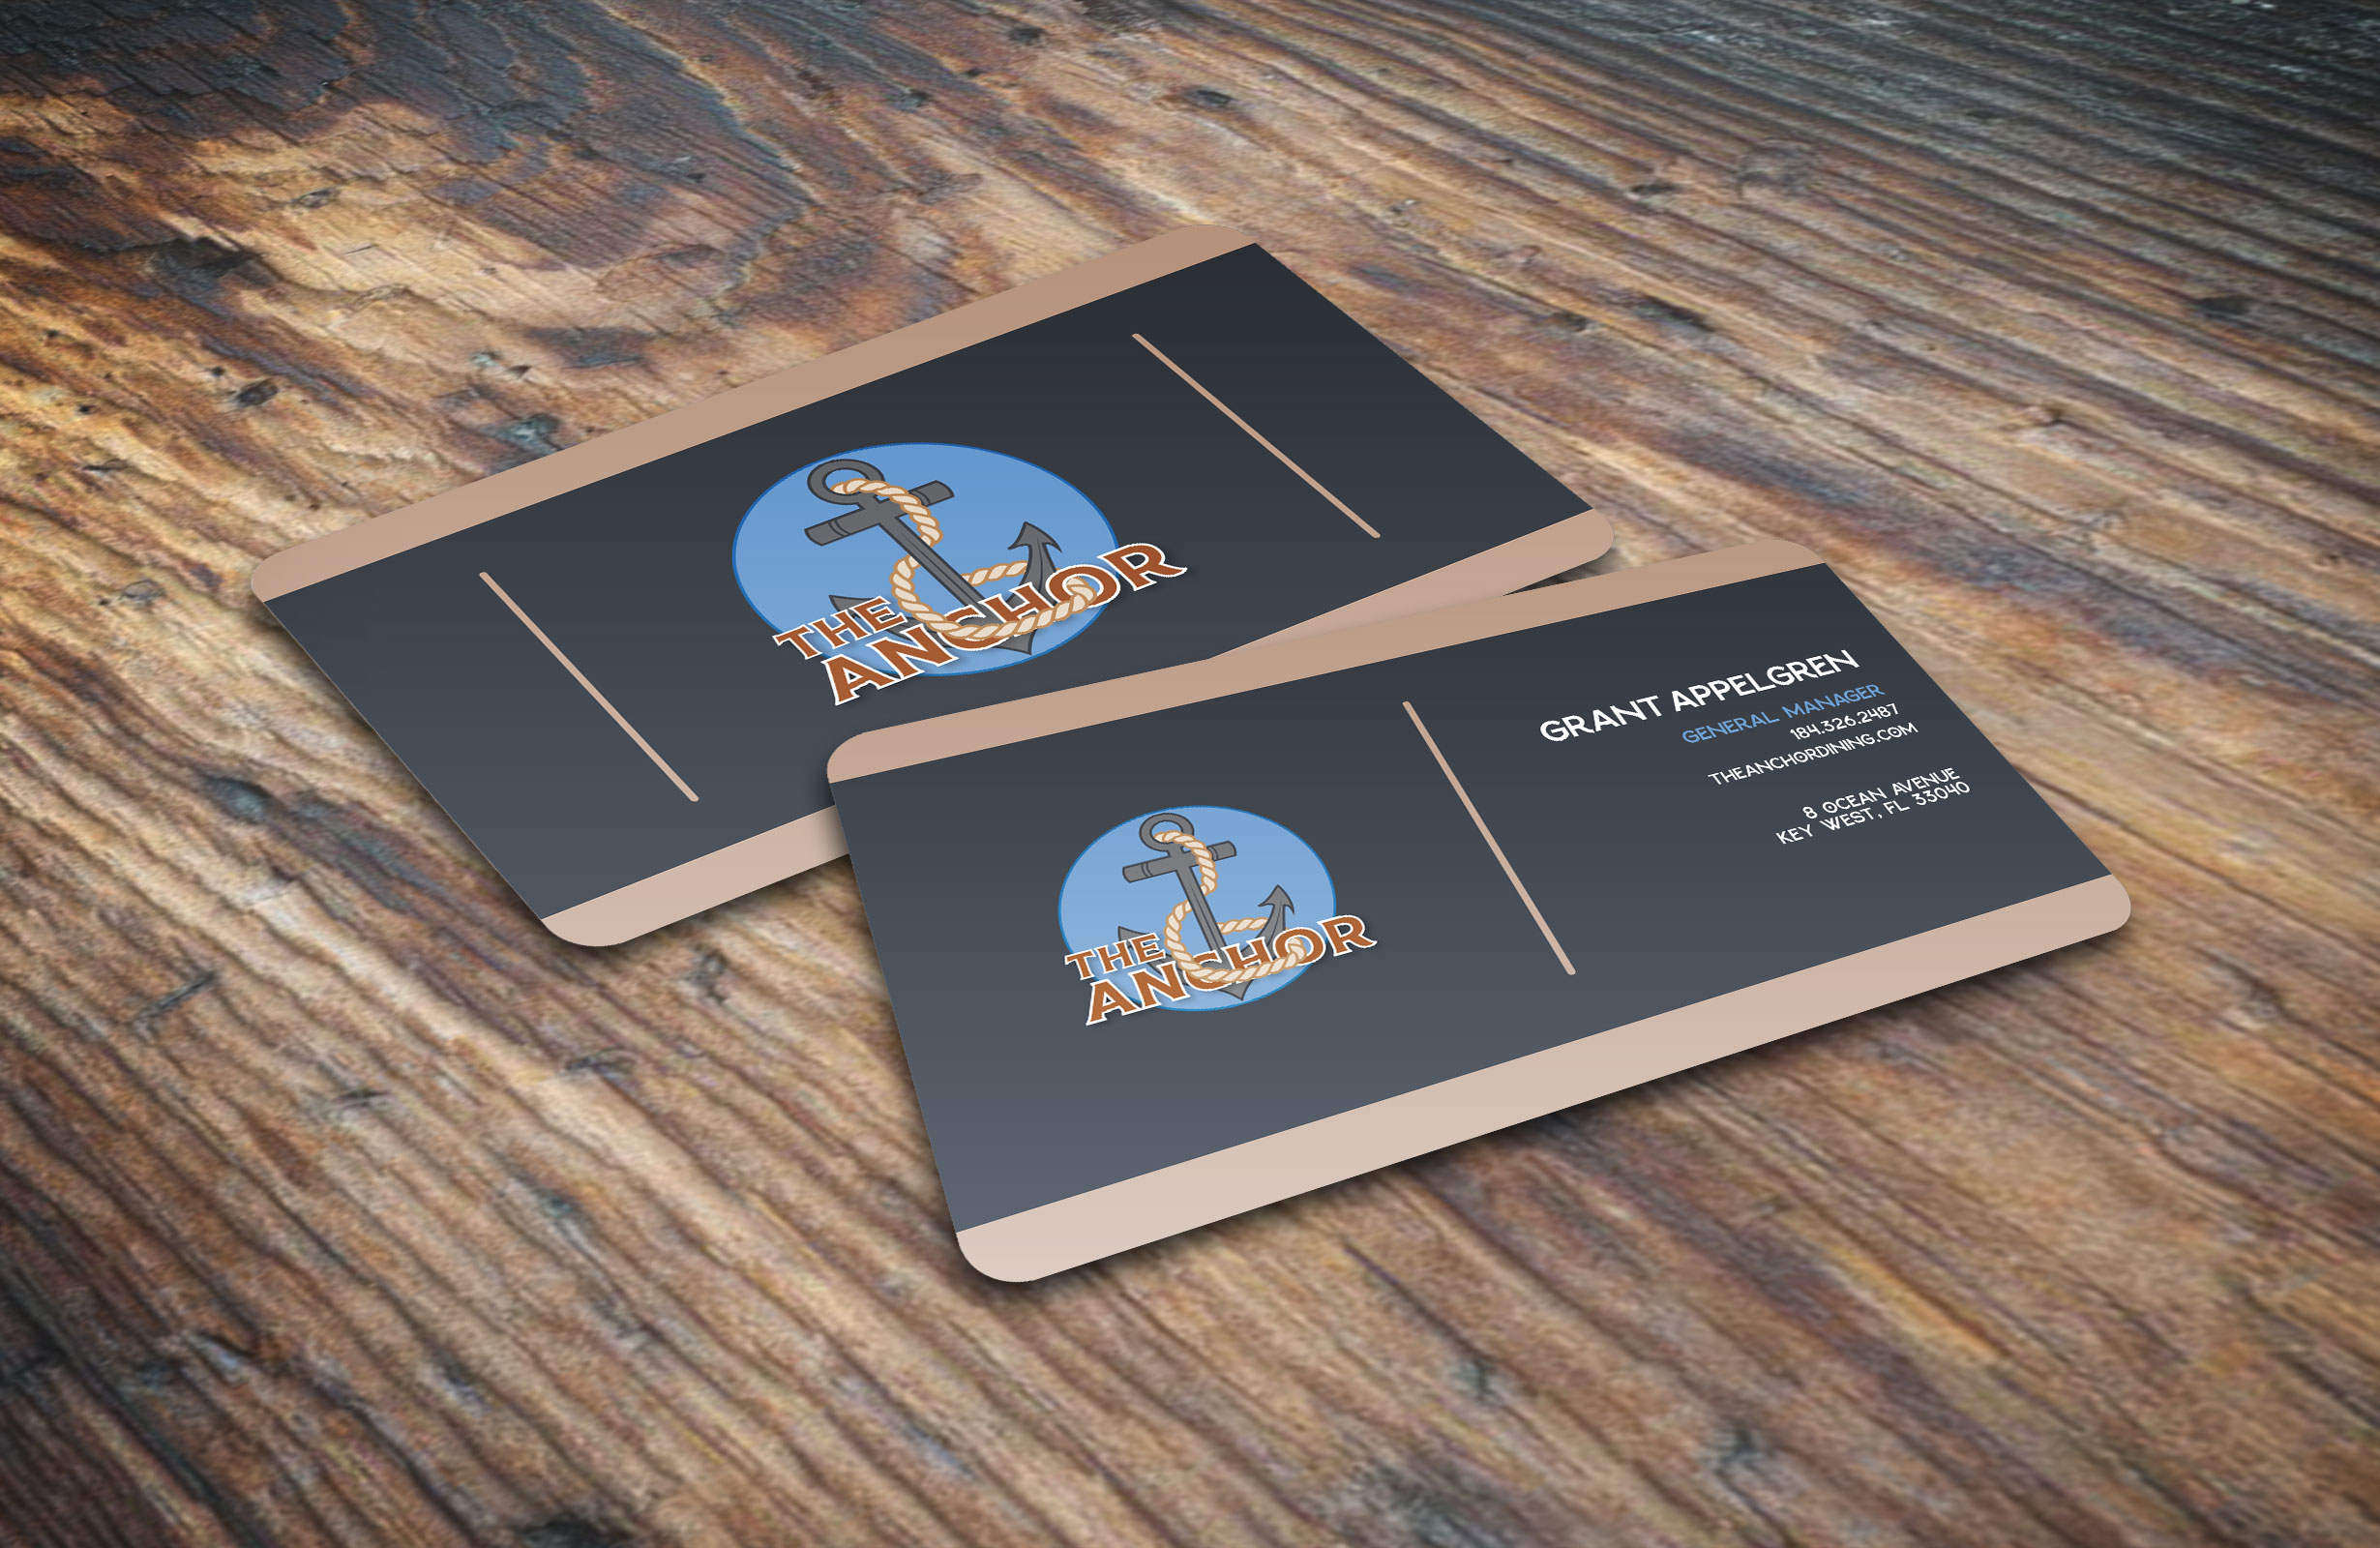 THE
ANCHOR
THE
ANCHOR
GRANT APPELGREN
GENERAL MANAGER
184.326.2487
THEANCHORDINING.COM
8 OCEAN AVENUE
KEY WEST, FL 33040